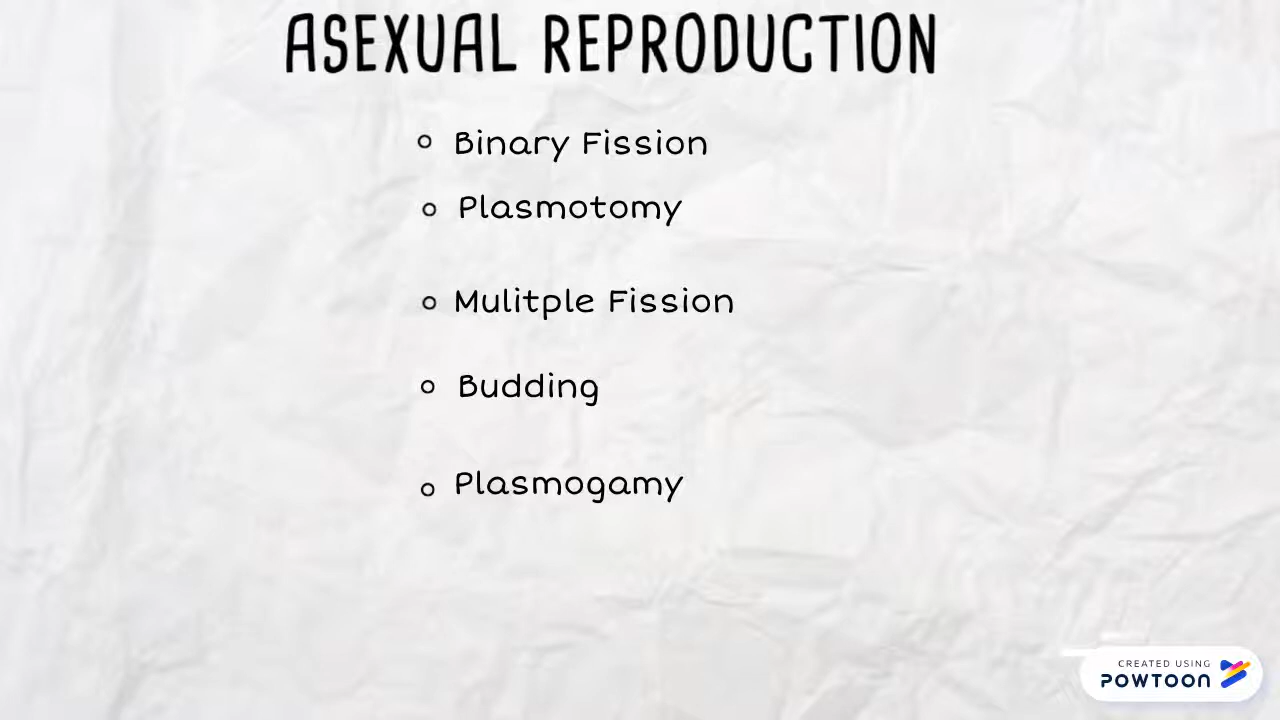 ASEXUAL REPRODUCTION
Binary Fission
Plasmotomy
Mulitple Fission
Budding
Plasmogamy
CREATED USING
POWTOON